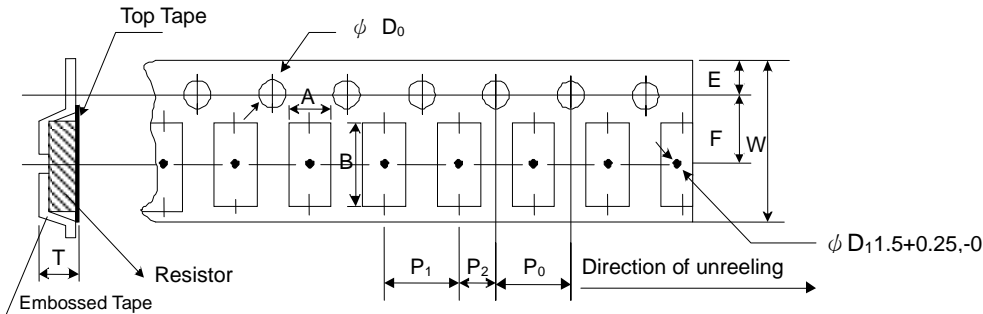 Top Tape
ϕ D0
E
A
F
W
B
T
P1
P2
P0
Direction of unreeling
ϕ D11.5+0.25,-0
Resistor
Embossed Tape